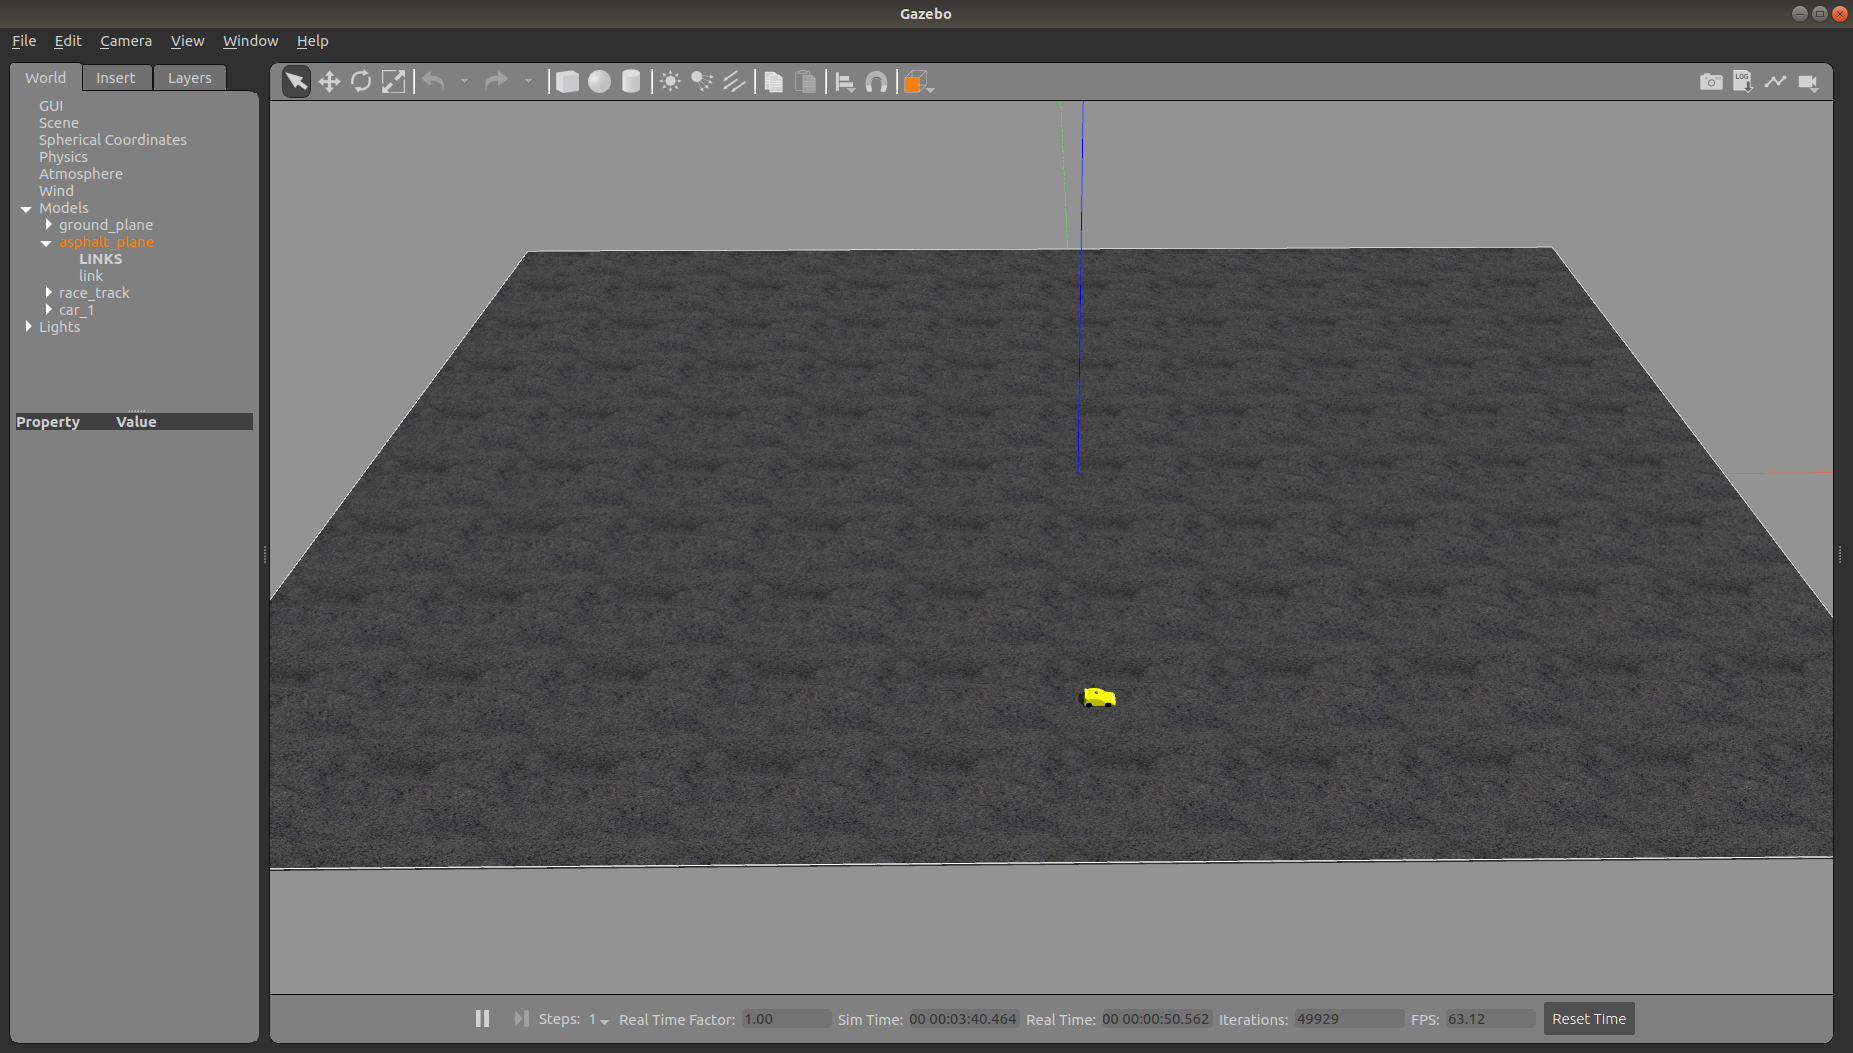 Gazebo
File Edit Camera View Window Help
World Insert Layers
GUI
Scene
Spherical Coordinates
Physics
Atmosphere
Wind
Models
ground_plane
asphalt_plane
LINKS
link
race_track
car_1
Lights
Property Value
LOG
Steps: 1 Real Time Factor: 1.00 Sim Time: 00 00:03:40.464 Real Time: 00 00:00:50.562 Iterations: 49929 FPS: 63.12 Reset Time